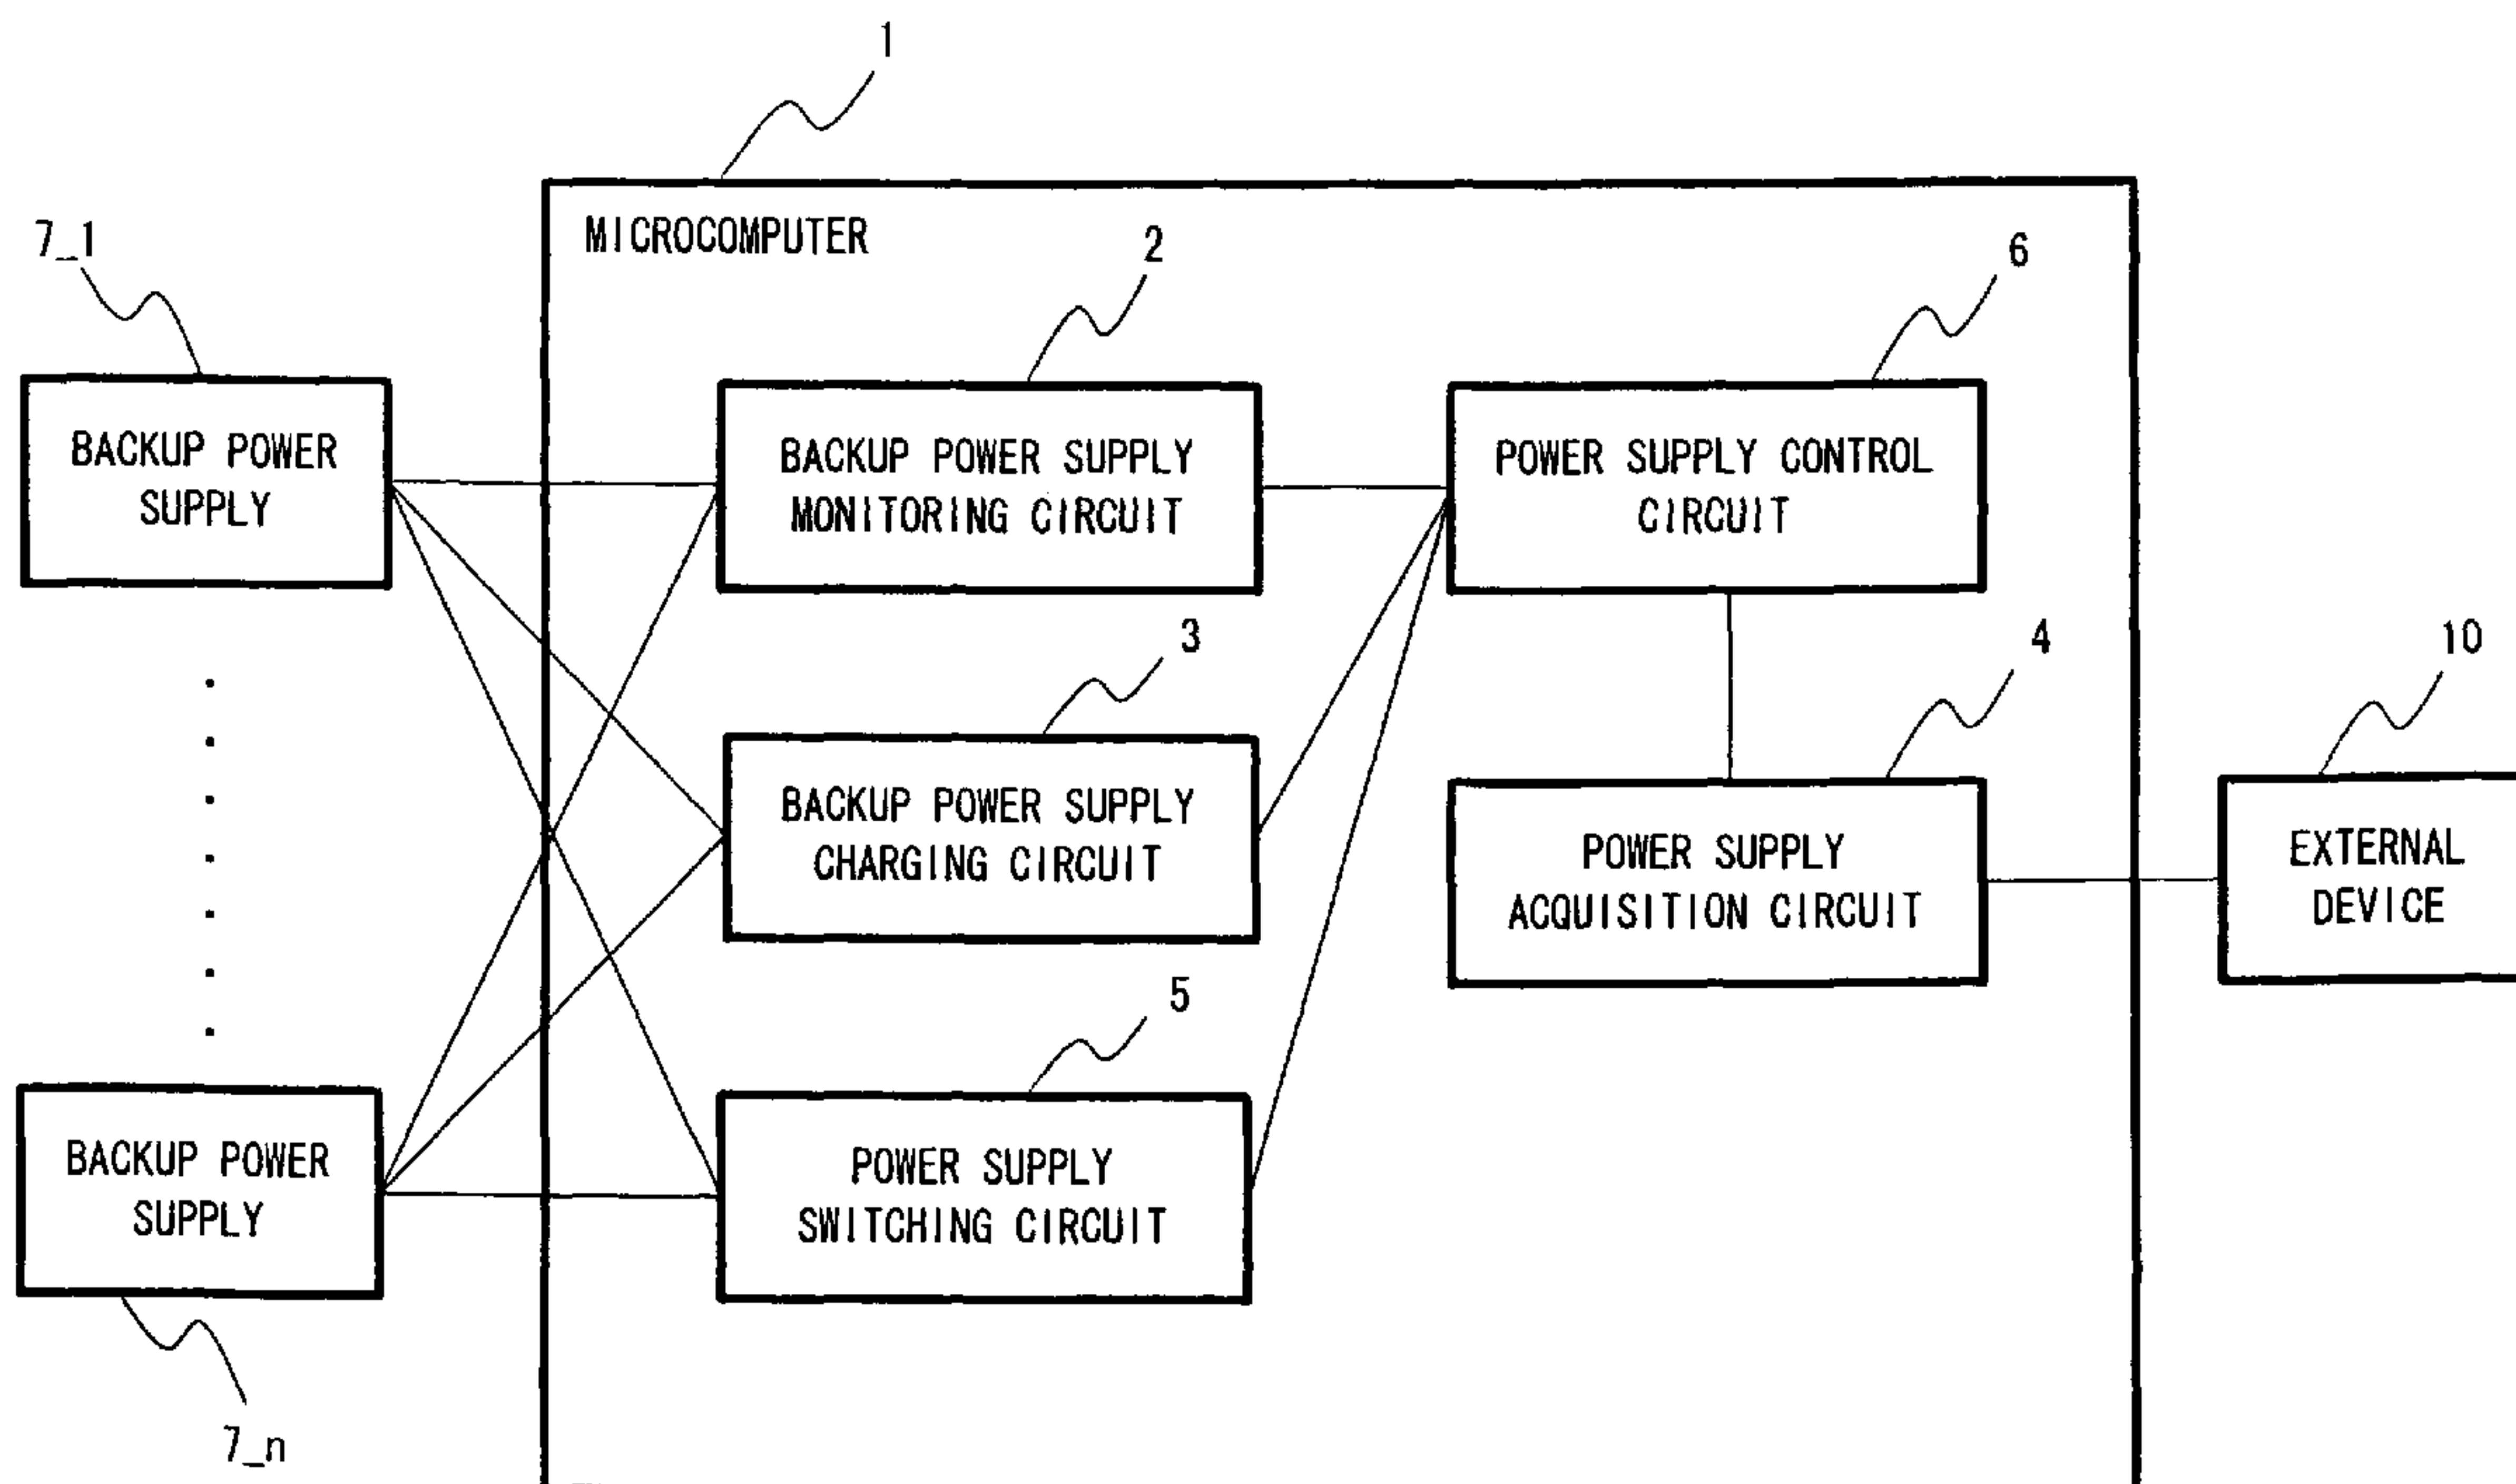 1
MICROCOMPUTER
7_1
2
6
BACKUP POWER
SUPPLY
BACKUP POWER SUPPLY
MONITORING CIRCUIT
POWER SUPPLY CONTROL
CIRCUIT
3
4
10
BACKUP POWER SUPPLY
CHARGING CIRCUIT
POWER SUPPLY
ACQUISITION CIRCUIT
EXTERNAL
DEVICE
5
BACKUP POWER
SUPPLY
POWER SUPPLY
SWITCHING CIRCUIT
7_n